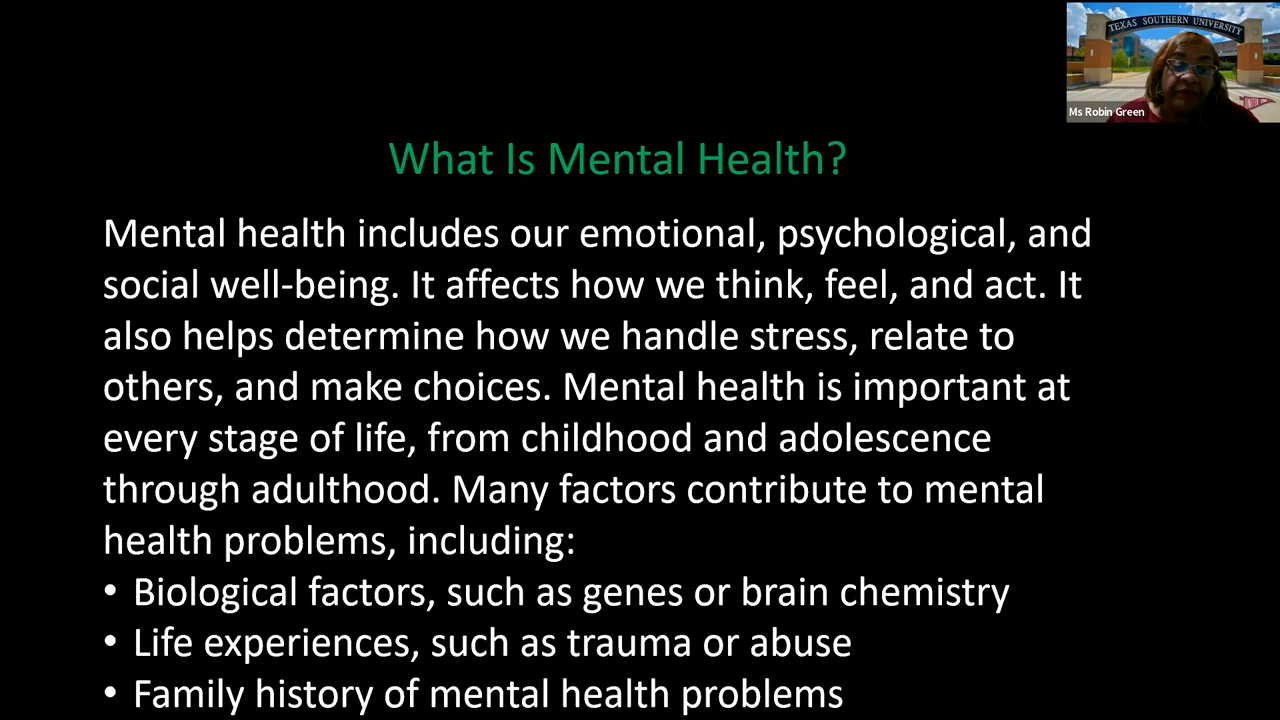 TEXAS SOUTHERN UNIVERSITY
Ms Robin Green
What Is Mental Health?
Mental health includes our emotional, psychological, and
social well-being. It affects how we think, feel, and act. It
also helps determine how we handle stress, relate to
others, and make choices. Mental health is important at
every stage of life, from childhood and adolescence
through adulthood. Many factors contribute to mental
health problems, including:
• Biological factors, such as genes or brain chemistry
• Life experiences, such as trauma or abuse
• Family history of mental health problems